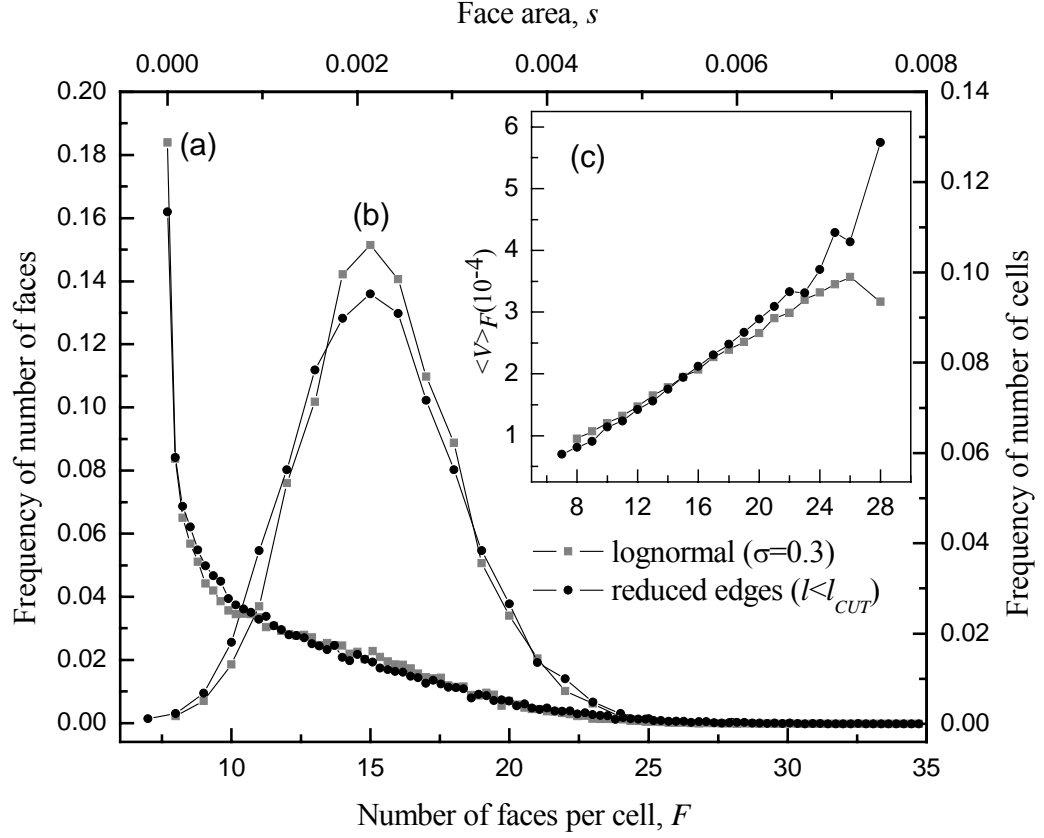 Face area, s
0.000 0.002 0.004 0.006 0.008
0.20 0.14
0.18
0.16
0.14
0.12
0.10
0.08
0.06
0.04
0.02
0.00
0.12
0.10
0.08
0.06
0.04
0.02
0.00
Frequency of number of faces
Frequency of number of cells
(a)
(b)
(c)
6
5
4
3
2
1
<V>F(10-4)
8 12 16 20 24 28
lognormal (σ=0.3)
reduced edges (l<lCUT)
10 15 20 25 30 35
Number of faces per cell, F